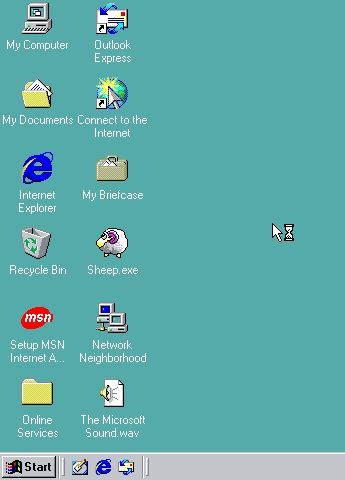 My Computer
Outlook
Express
My Documents
Connect to the
Internet
Internet
Explorer
My Briefcase
Recycle Bin
Sheep.exe
msn
Setup MSN
Internet A...
Network
Neighborhood
Online
Services
The Microsoft
Sound.wav
Start